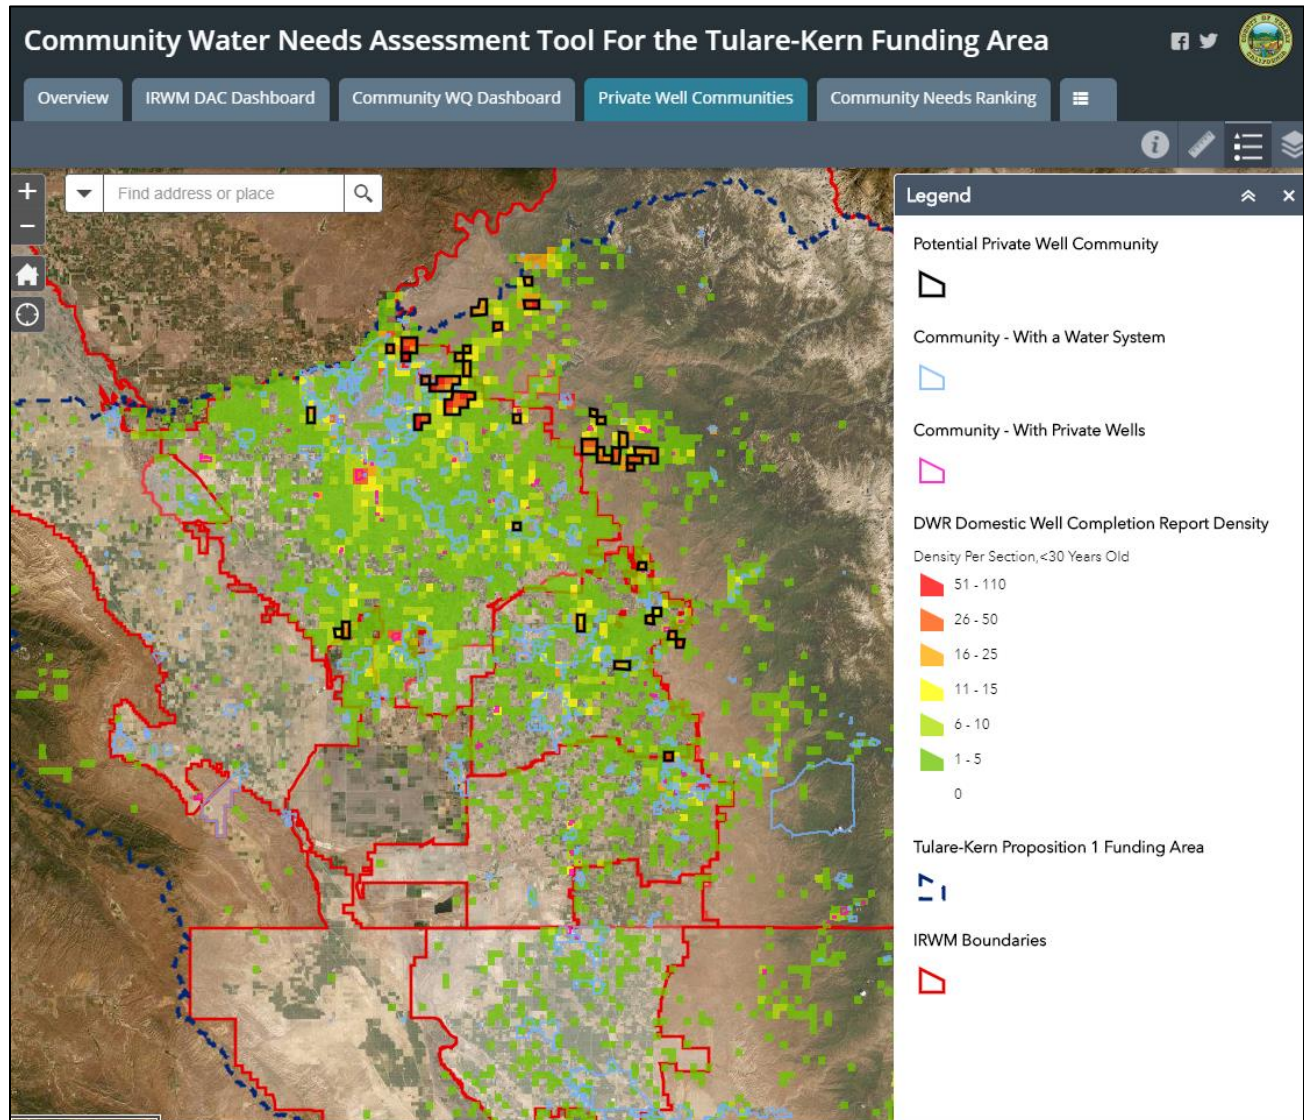 Community Water Needs Assessment Tool For the Tulare-Kern Funding Area
Overview
IRWM DAC Dashboard
Community WQ Dashboard
Private Well Communities
Community Needs Ranking
Find address or place
Legend
Potential Private Well Community
Community - With a Water System
Community - With Private Wells
DWR Domestic Well Completion Report Density
Density Per Section,<30 Years Old
51 - 110
26 - 50
16 - 25
11 - 15
6 - 10
1 - 5
0
Tulare-Kern Proposition 1 Funding Area
IRWM Boundaries